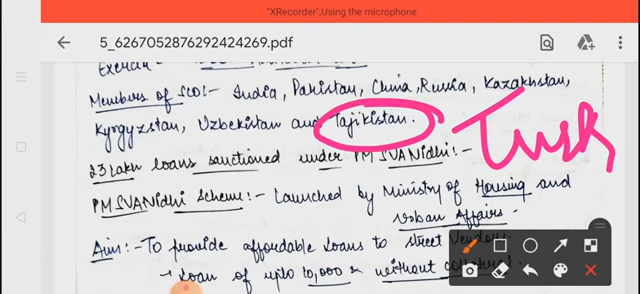 "XRecorder",Using the microphone
5_6267052876292424269.pdf
Members of SCO:- India, Pakistan, China, Russia, Kazakhstan,
Kyrgyzstan, Uzbekistan and Tajikistan. Turk
23 Lakh loans sanctioned under PM SVANidhi:-
PM SVANidhi Scheme:- Launched by Ministry of Housing and
Urban Affairs.
Aim:- To provide affordable loans to street
→ Loan of upto 10,000 without